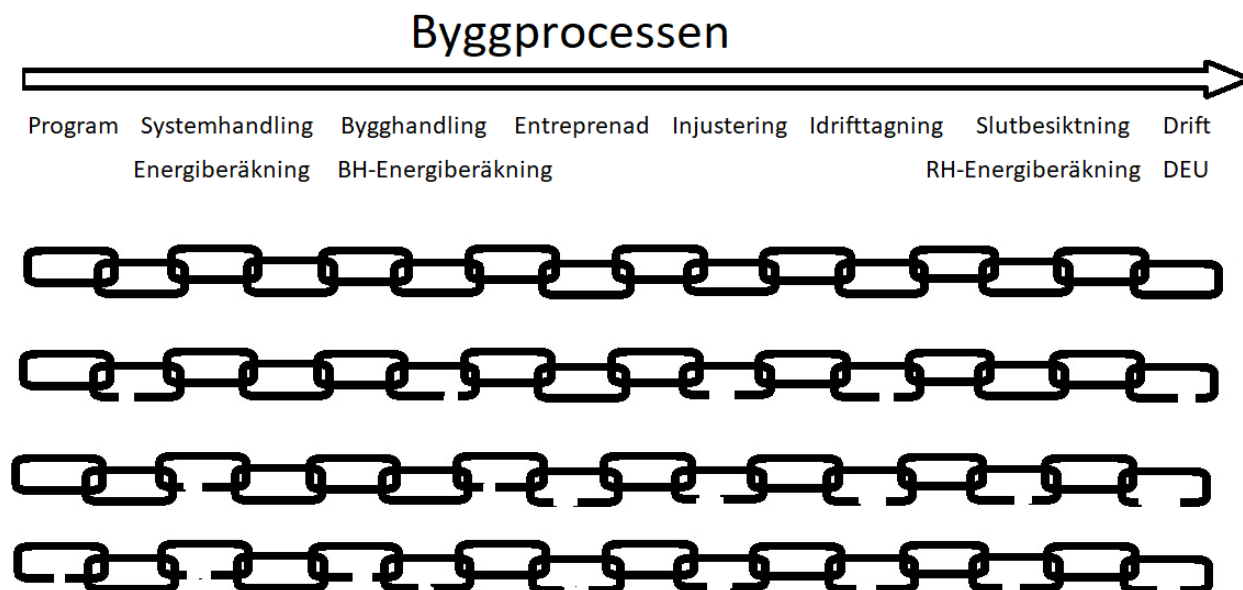 Byggprocessen
Program Systemhandling Bygghandling Entreprenad Injustering Idrifttagning Slutbesiktning Drift
Energiberäkning BH-Energiberäkning RH-Energiberäkning DEU